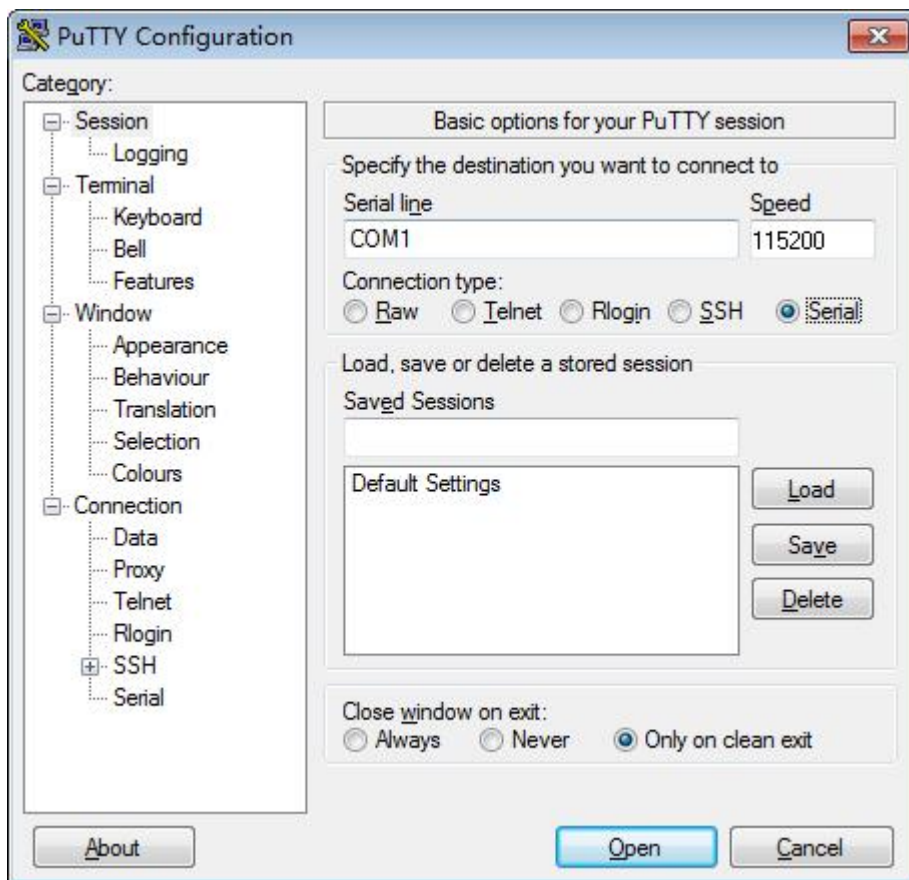 PuTTY Configuration
Category:
Session
Logging
Terminal
Keyboard
Bell
Features
Window
Appearance
Behaviour
Translation
Selection
Colours
Connection
Data
Proxy
Telnet
Rlogin
SSH
Serial
Basic options for your PuTTY session
Specify the destination you want to connect to
Serial line Speed
COM1 115200
Connection type:
Raw Telnet Rlogin SSH Serial
Load, save or delete a stored session
Saved Sessions
Default Settings
Load
Save
Delete
Close window on exit:
Always Never Only on clean exit
About Open Cancel